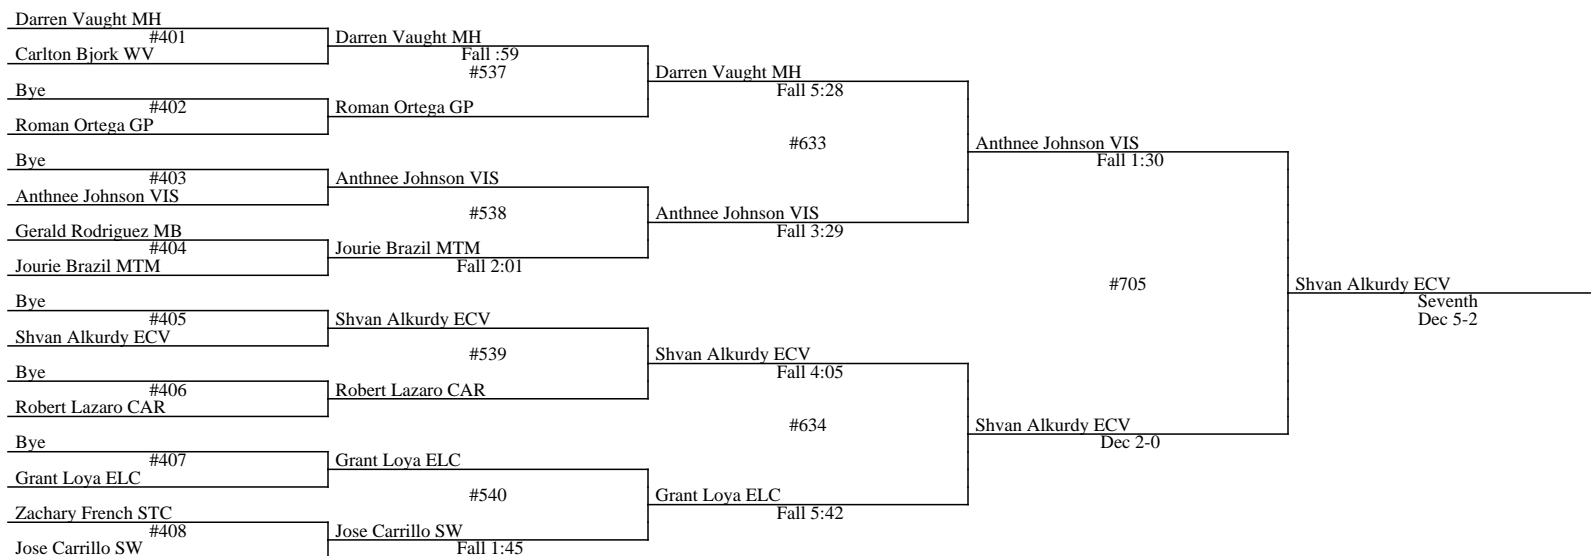 Darren Vaught MH
#401
Carlton Bjork WV
Bye
#402
Roman Ortega GP
Bye
#403
Anthnee Johnson VIS
Gerald Rodriguez MB
#404
Jourie Brazil MTM
Bye
#405
Shvan Alkurdy ECV
Bye
#406
Robert Lazaro CAR
Bye
#407
Grant Loya ELC
Zachary French STC
#408
Jose Carrillo SW
Darren Vaught MH
Fall :59
#537
Roman Ortega GP
Anthnee Johnson VIS
#538
Jourie Brazil MTM
Fall 2:01
Shvan Alkurdy ECV
#539
Robert Lazaro CAR
Grant Loya ELC
#540
Jose Carrillo SW
Fall 1:45
Darren Vaught MH
Fall 5:28
#633
Anthnee Johnson VIS
Fall 3:29
Shvan Alkurdy ECV
Fall 4:05
#634
Grant Loya ELC
Fall 5:42
Anthnee Johnson VIS
Fall 1:30
#705
Shvan Alkurdy ECV
Dec 2-0
Shvan Alkurdy ECV
Seventh
Dec 5-2